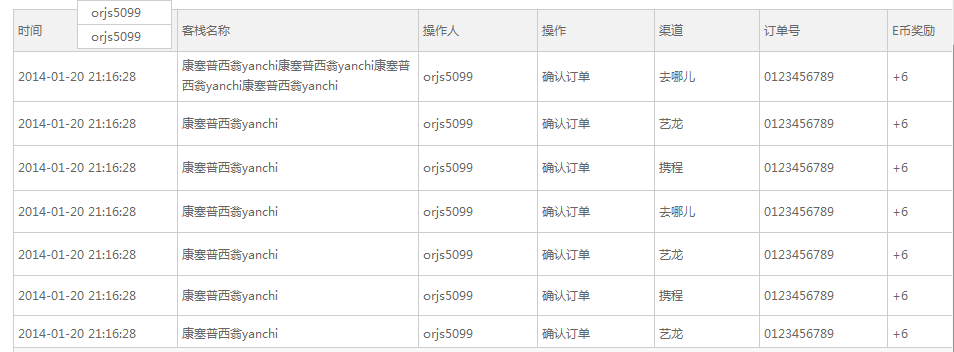 orjs5099
orjs5099
时间 客栈名称 操作人 操作 渠道 订单号 E币奖励
2014-01-20 21:16:28 康塞普西翁yanchi康塞普西翁yanchi康塞普 orjs5099 确认订单 去哪儿 0123456789 +6
西翁yanchi康塞普西翁yanchi
2014-01-20 21:16:28 康塞普西翁yanchi orjs5099 确认订单 艺龙 0123456789 +6
2014-01-20 21:16:28 康塞普西翁yanchi orjs5099 确认订单 携程 0123456789 +6
2014-01-20 21:16:28 康塞普西翁yanchi orjs5099 确认订单 去哪儿 0123456789 +6
2014-01-20 21:16:28 康塞普西翁yanchi orjs5099 确认订单 艺龙 0123456789 +6
2014-01-20 21:16:28 康塞普西翁yanchi orjs5099 确认订单 携程 0123456789 +6
2014-01-20 21:16:28 康塞普西翁yanchi orjs5099 确认订单 艺龙 0123456789 +6